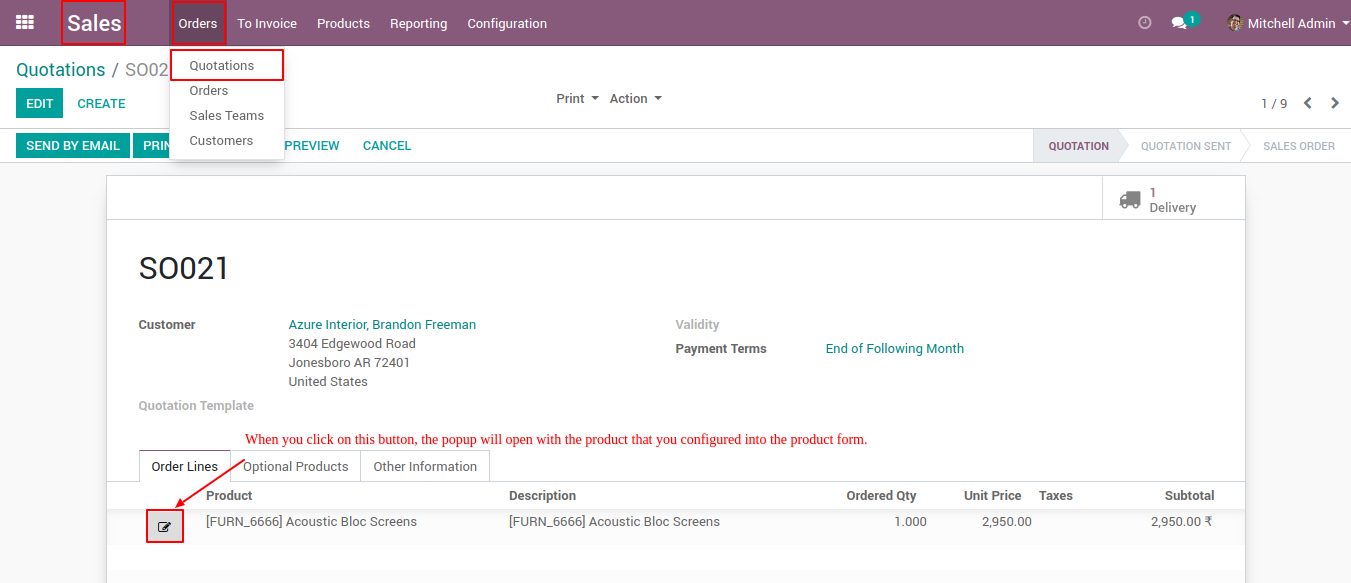 Sales Orders To Invoice Products Reporting Configuration 1 Mitchell Admin
Quotations / SO02
Quotations
Orders
Sales Teams
Customers
EDIT CREATE Print Action 1 / 9
SEND BY EMAIL PRIN PREVIEW CANCEL QUOTATION QUOTATION SENT SALES ORDER
1
Delivery
SO021
Customer Azure Interior, Brandon Freeman
3404 Edgewood Road
Jonesboro AR 72401
United States
Validity
Payment Terms End of Following Month
Quotation Template
When you click on this button, the popup will open with the product that you configured into the product form.
Order Lines Optional Products Other Information
Product Description Ordered Qty Unit Price Taxes Subtotal
[FURN_6666] Acoustic Bloc Screens [FURN_6666] Acoustic Bloc Screens 1.000 2,950.00 2,950.00 ₹